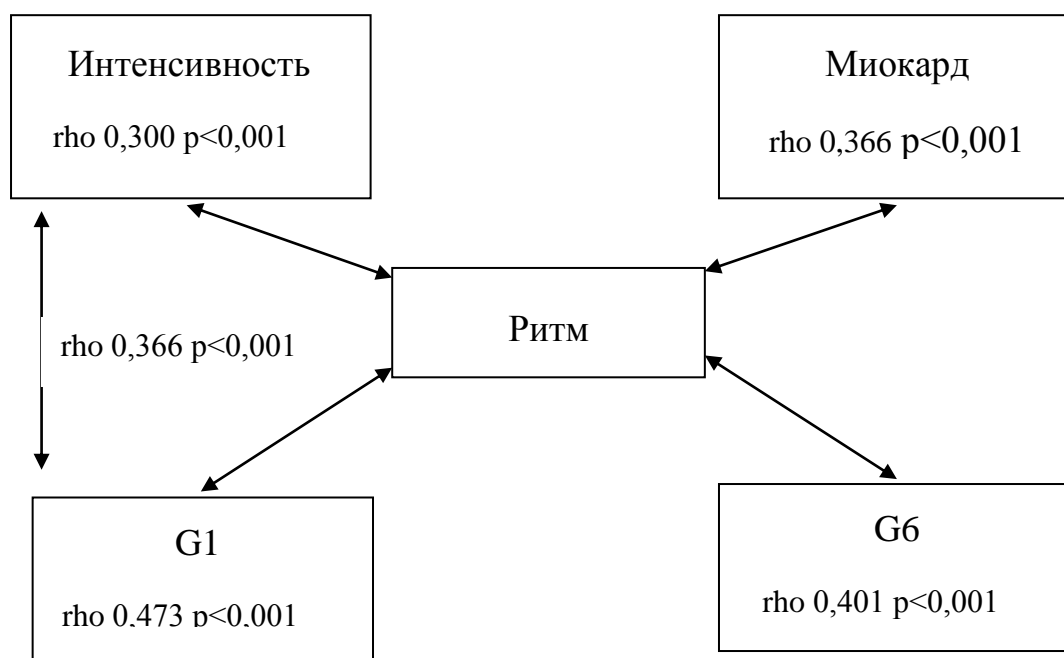 Интенсивность
rho 0,300 p<0,001
Миокард
rho 0,366 p<0,001
Ритм
rho 0,366 p<0,001
G1
rho 0,473 p<0,001
G6
rho 0,401 p<0,001